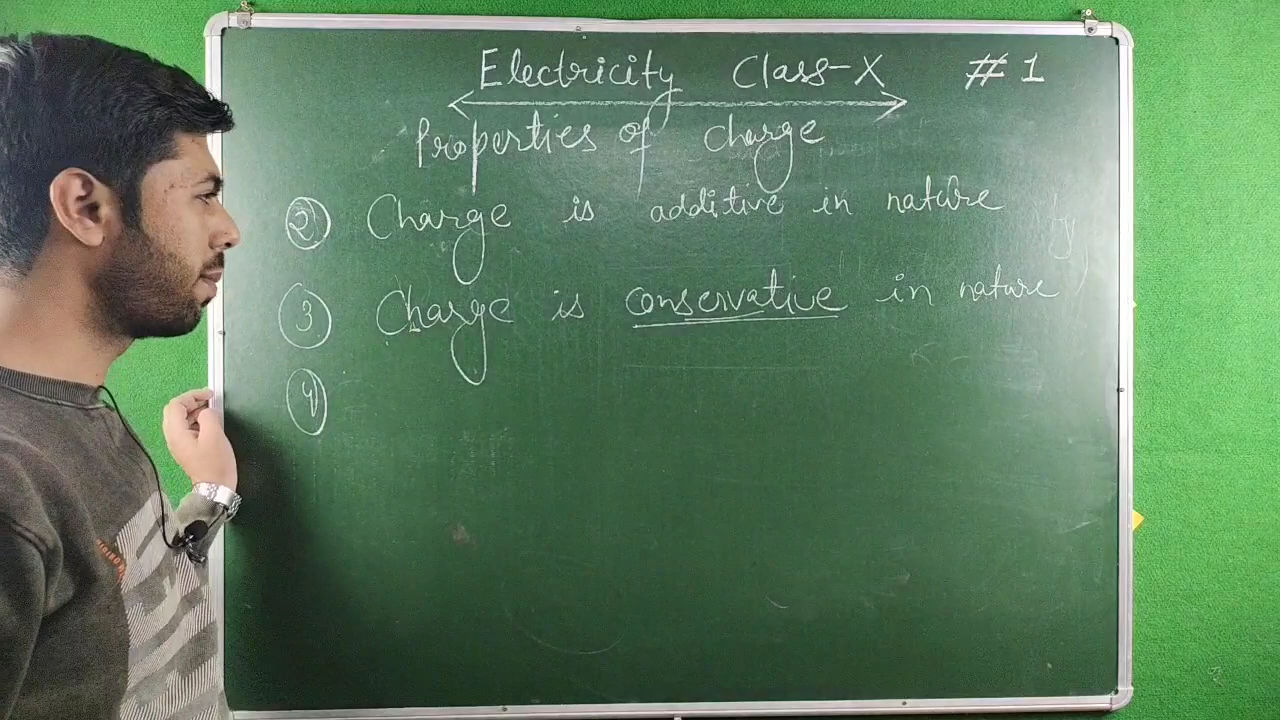 Electricity Class-X #1
Properties of charge
2 Charge is additive in nature
3 Charge is conservative in nature
4